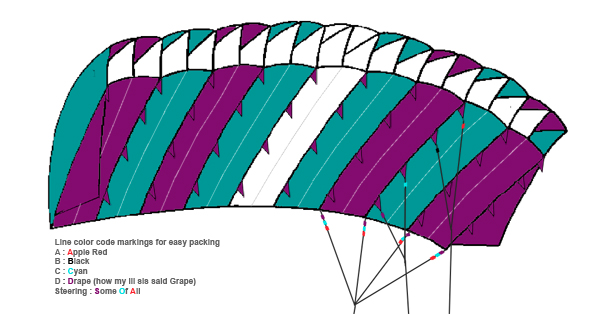 Line color code markings for easy packing
A : Apple Red
B : Black
C : Cyan
D : Drape (how my lil sis said Grape)
Steering : Some Of All